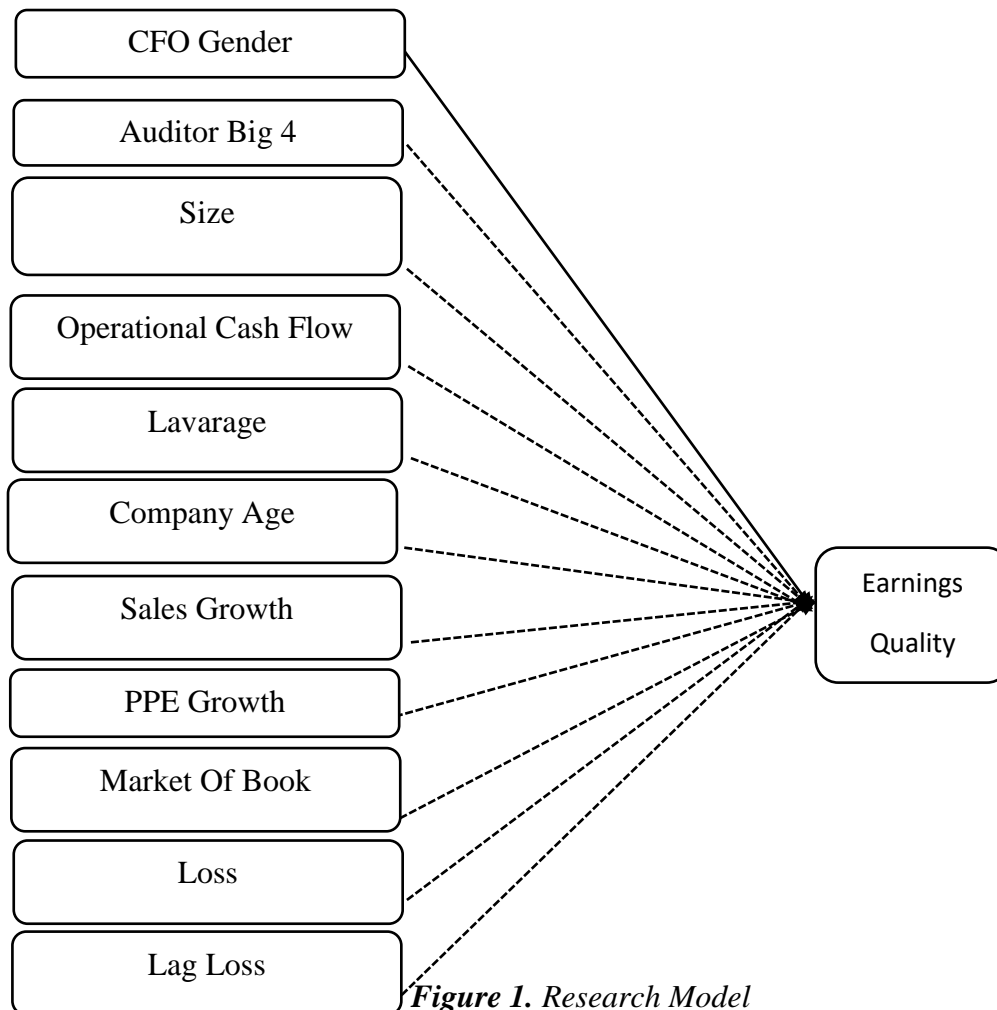 CFO Gender
Auditor Big 4
Size
Operational Cash Flow
Lavarage
Company Age
Sales Growth
PPE Growth
Market Of Book
Loss
Lag Loss
Earnings
Quality
Figure 1. Research Model